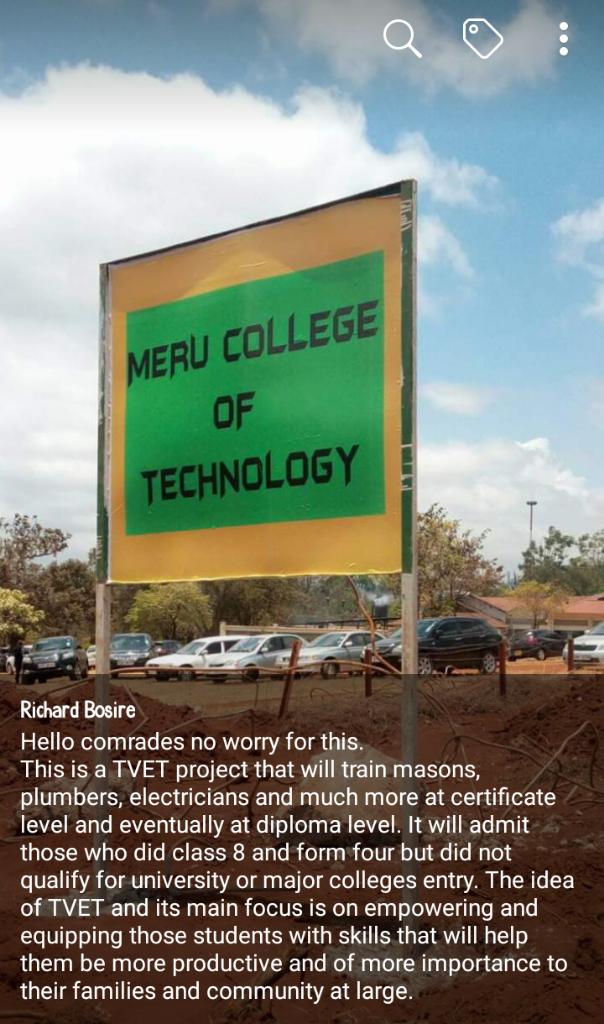 MERU COLLEGE
OF
TECHNOLOGY
Richard Bosire
Hello comrades no worry for this.
This is a TVET project that will train masons,
plumbers, electricians and much more at certificate
level and eventually at diploma level. It will admit
those who did class 8 and form four but did not
qualify for university or major colleges entry. The idea
of TVET and its main focus is on empowering and
equipping those students with skills that will help
them be more productive and of more importance to
their families and community at large.